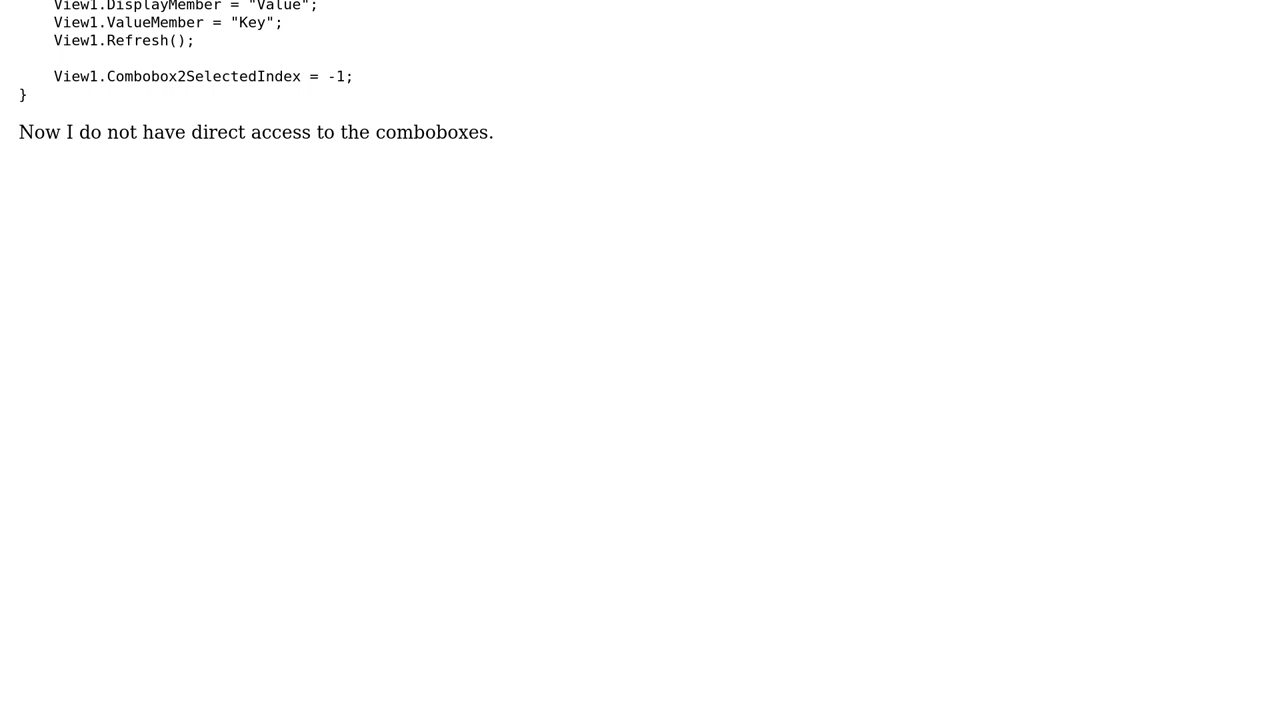 View1.DisplayMember = "Value";
View1.ValueMember = "Key";
View1.Refresh();
View1.Combobox2SelectedIndex = -1;
}
Now I do not have direct access to the comboboxes.